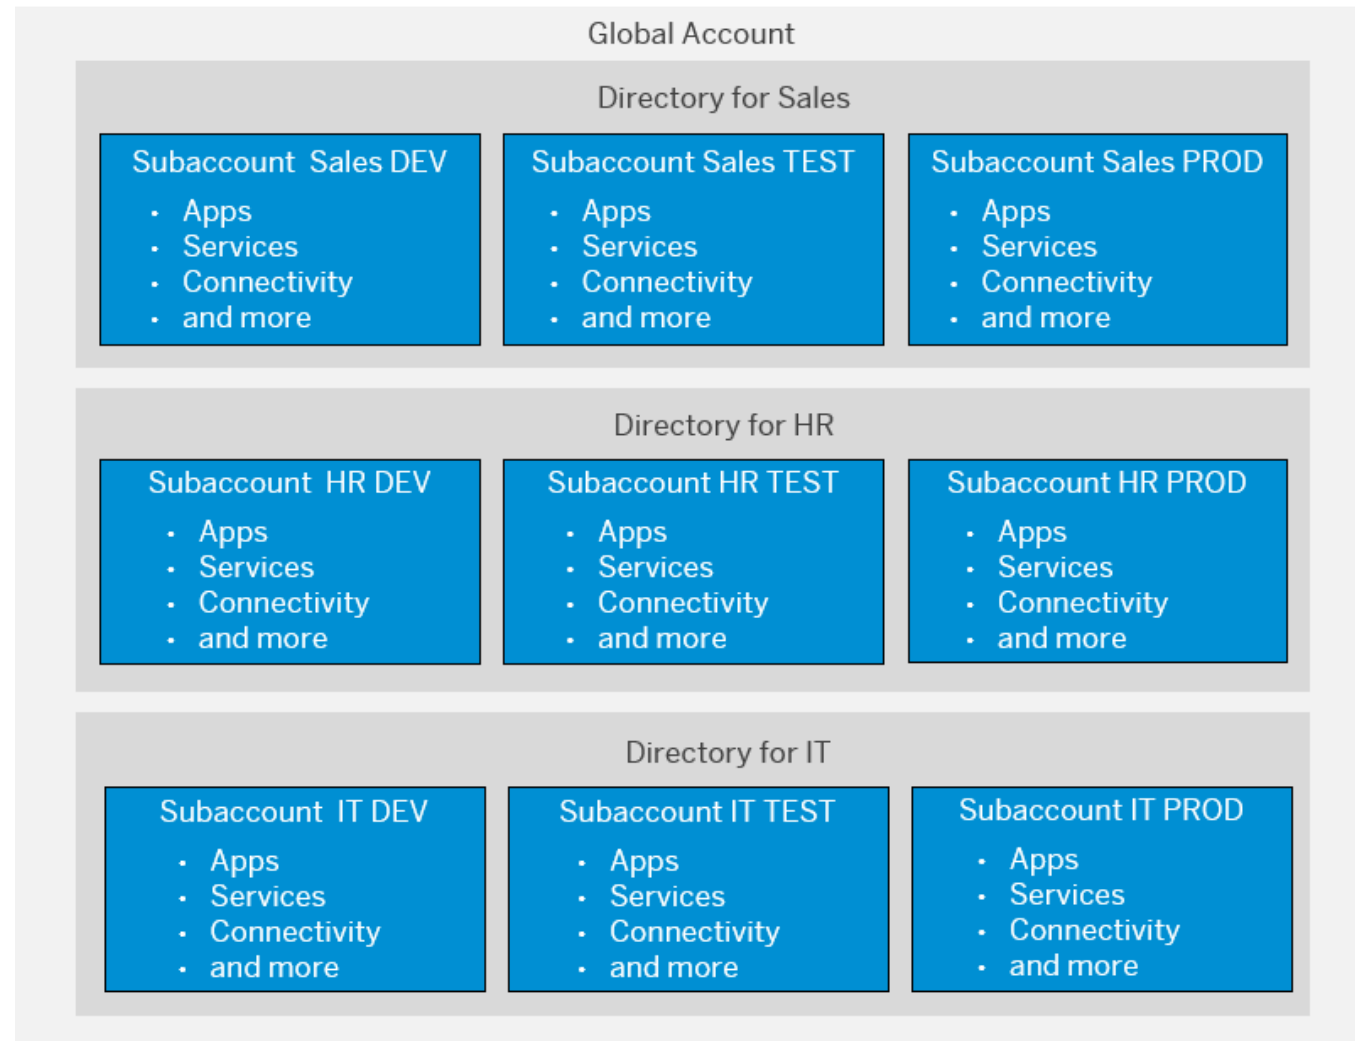 Global Account
Directory for Sales
Subaccount  Sales DEV
• Apps
• Services
• Connectivity
• and more
Subaccount Sales TEST
• Apps
• Services
• Connectivity
• and more
Subaccount Sales PROD
• Apps
• Services
• Connectivity
• and more
Directory for HR
Subaccount  HR DEV
• Apps
• Services
• Connectivity
• and more
Subaccount HR TEST
• Apps
• Services
• Connectivity
• and more
Subaccount HR PROD
• Apps
• Services
• Connectivity
• and more
Directory for IT
Subaccount  IT DEV
• Apps
• Services
• Connectivity
• and more
Subaccount IT TEST
• Apps
• Services
• Connectivity
• and more
Subaccount IT PROD
• Apps
• Services
• Connectivity
• and more